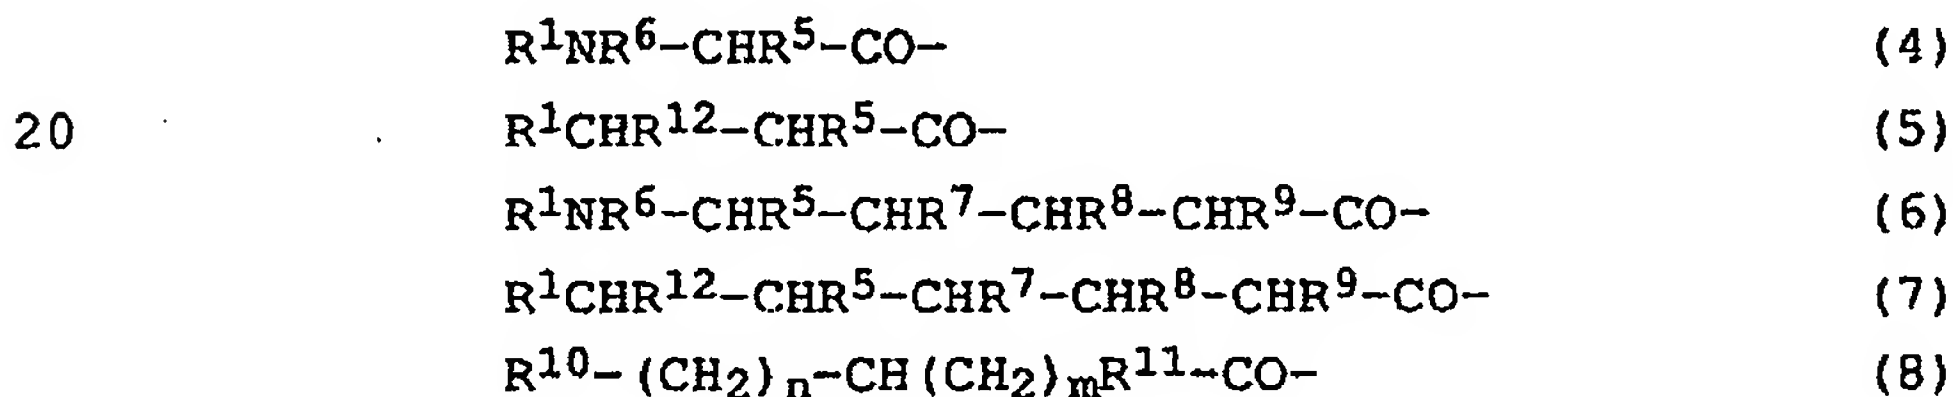 R¹NR⁶-CHR⁵-CO- (4)
20 R¹CHR¹²-CHR⁵-CO- (5)
R¹NR⁶-CHR⁵-CHR⁷-CHR⁸-CHR⁹-CO- (6)
R¹CHR¹²-CHR⁵-CHR⁷-CHR⁸-CHR⁹-CO- (7)
R¹⁰-(CH₂)ₙ-CH(CH₂)ₘR¹¹-CO- (8)